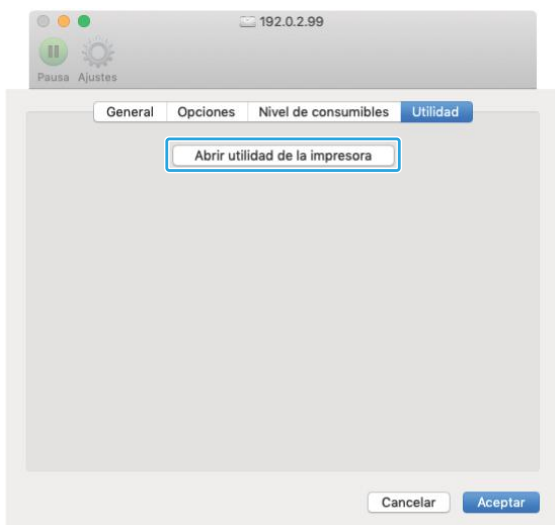 192.0.2.99
Pausa Ajustes
General Opciones Nivel de consumibles Utilidad
Abrir utilidad de la impresora
Cancelar Aceptar